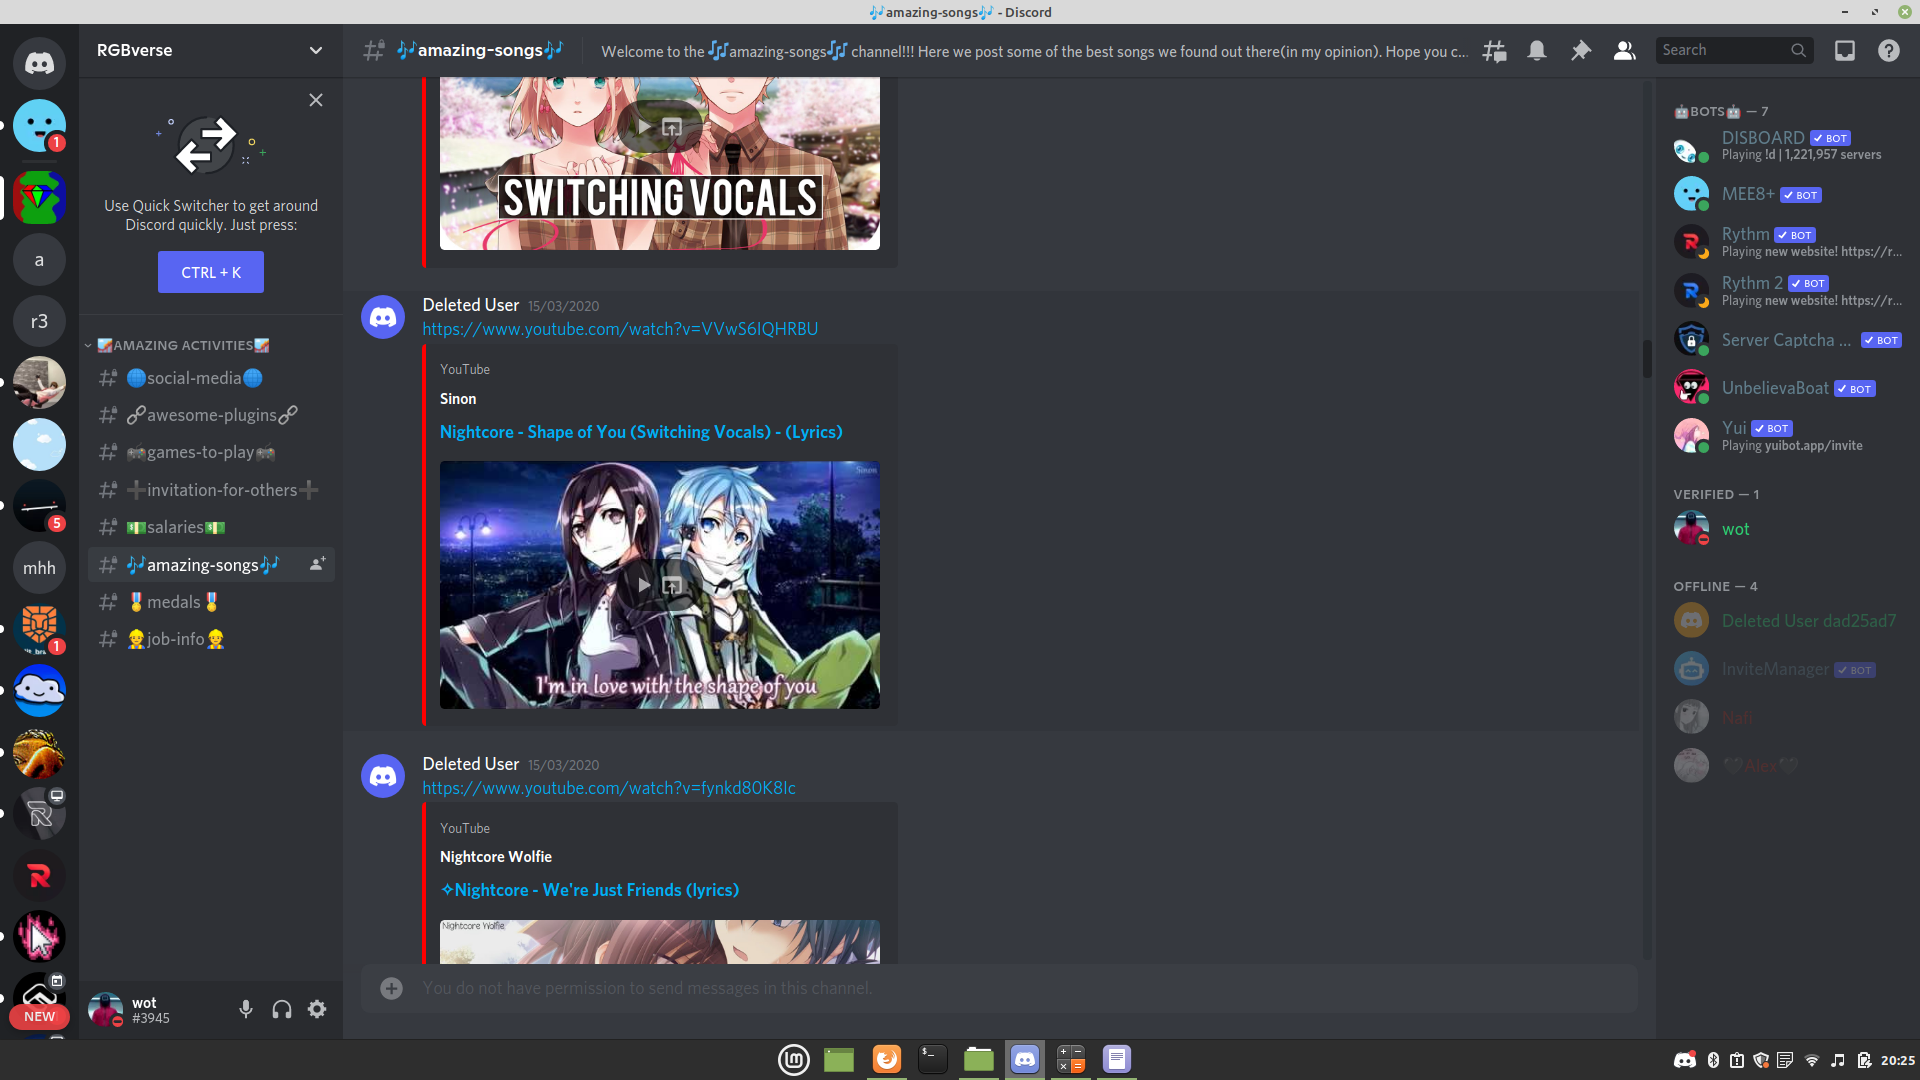 🎶amazing-songs🎶 - Discord
RGBverse
🎶amazing-songs🎶
Welcome to the 🎶amazing-songs🎶 channel!!! Here we post some of the best songs we found out there(in my opinion). Hope you c...
Search
Use Quick Switcher to get around
Discord quickly. Just press:
CTRL + K
AMAZING ACTIVITIES
🌐social-media🌐
🔗awesome-plugins🔗
🎮games-to-play🎮
➕invitation-for-others➕
💵salaries💵
🎶amazing-songs🎶
🎖medals🎖
👷job-info👷
1
a
r3
5
mhh
1
NEW
wot
#3945
SWITCHING VOCALS
Deleted User 15/03/2020
https://www.youtube.com/watch?v=VVwS6IQHRBU
YouTube
Sinon
Nightcore - Shape of You (Switching Vocals) - (Lyrics)
Sinon
I'm in love with the shape of you
Deleted User 15/03/2020
https://www.youtube.com/watch?v=fynkd80K8Ic
YouTube
Nightcore Wolfie
✧Nightcore - We're Just Friends (lyrics)
Nightcore Wolfie
You do not have permission to send messages in this channel.
🤖BOTS🤖 — 7
DISBOARD ✓ BOT
Playing !d | 1,221,957 servers
MEE8+ ✓ BOT
Rythm ✓ BOT
Playing new website! https://r...
Rythm 2 ✓ BOT
Playing new website! https://r...
Server Captcha ... ✓ BOT
UnbelievaBoat ✓ BOT
Yui ✓ BOT
Playing yuibot.app/invite
VERIFIED — 1
wot
OFFLINE — 4
Deleted User dad25ad7
InviteManager ✓ BOT
Nafi
🖤Alex🖤
20:25